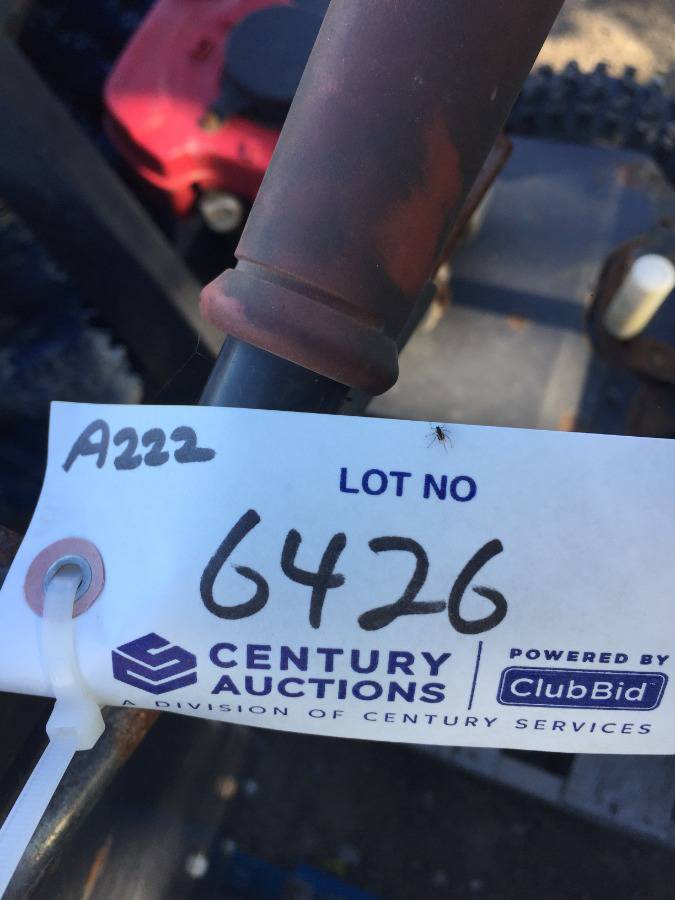 A222
LOT NO
6426
CENTURY
AUCTIONS
A DIVISION OF CENTURY SERVICES
POWERED BY
ClubBid